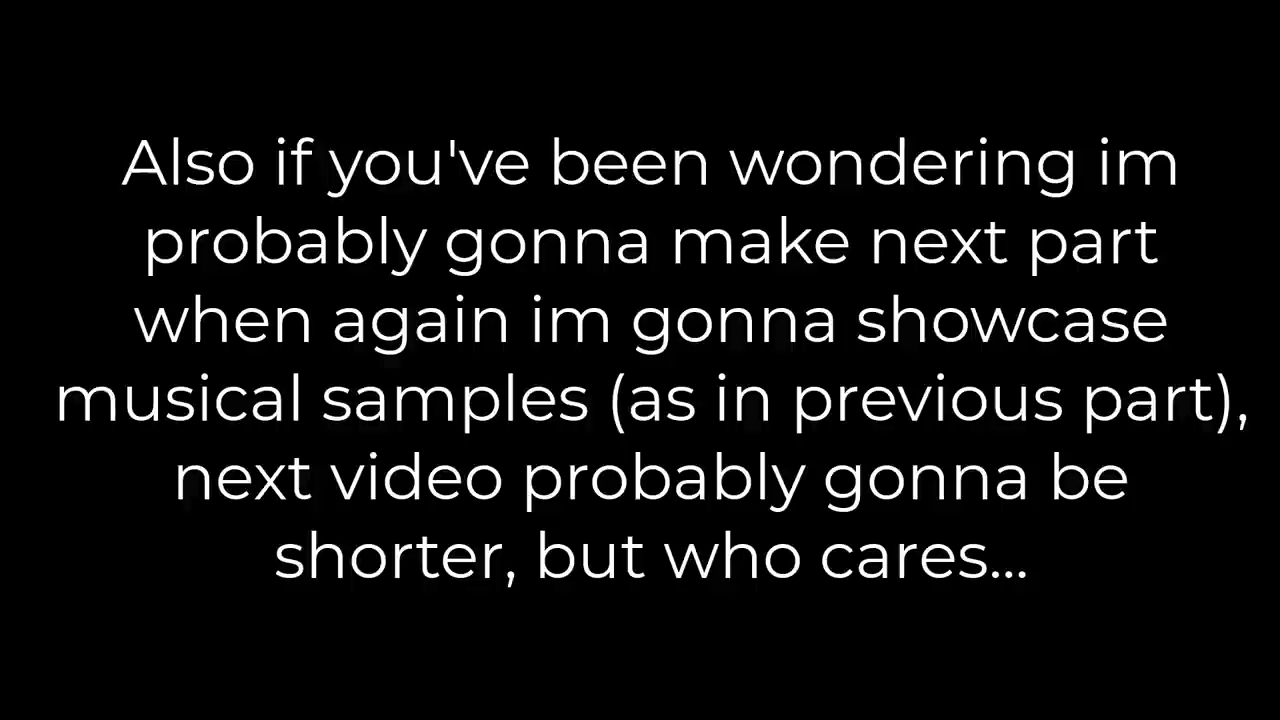 Also if you've been wondering im
probably gonna make next part
when again im gonna showcase
musical samples (as in previous part),
next video probably gonna be
shorter, but who cares...